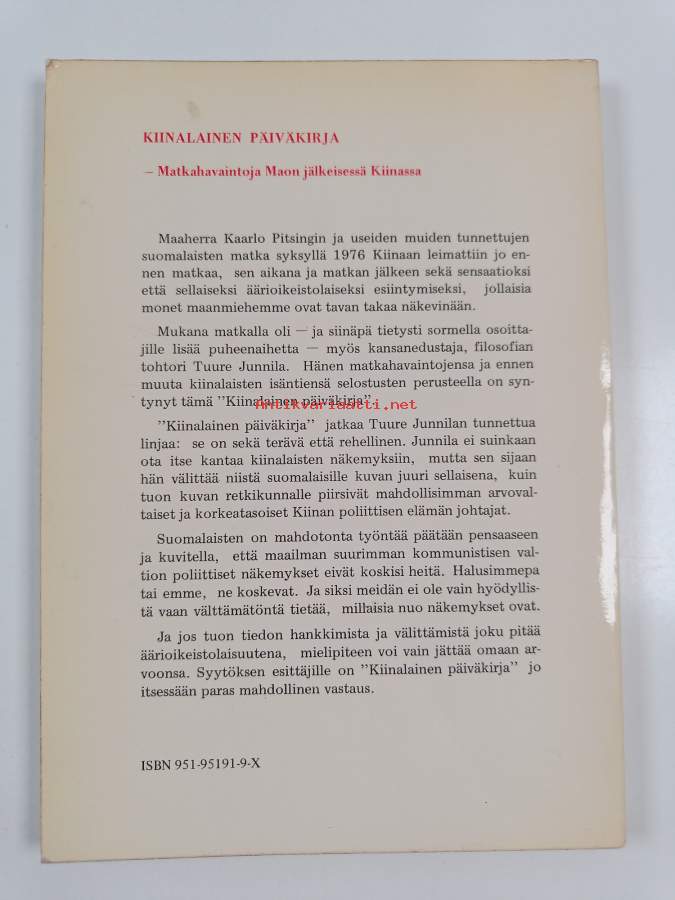 KIINALAINEN PÄIVÄKIRJA
– Matkahavaintoja Maon jälkeisessä Kiinassa
Maaherra Kaarlo Pitsingin ja useiden muiden tunnettujen
suomalaisten matka syksyllä 1976 Kiinaan leimattiin jo en-
nen matkaa, sen aikana ja matkan jälkeen sekä sensaatioksi
että sellaiseksi äärioikeistolaiseksi esiintymiseksi, jollaisia
monet maanmiehemme ovat tavan takaa näkevinään.
Mukana matkalla oli — ja siinäpä tietysti sormella osoitta-
jille lisää puheenaihetta — myös kansanedustaja, filosofian
tohtori Tuure Junnila. Hänen matkahavaintojensa ja ennen
muuta kiinalaisten isäntiensä selostusten perusteella on syn-
tynyt tämä ”Kiinalainen päiväkirja”.
Antikvariaatti.net
”Kiinalainen päiväkirja” jatkaa Tuure Junnilan tunnettua
linjaa: se on sekä terävä että rehellinen. Junnila ei suinkaan
ota itse kantaa kiinalaisten näkemyksiin, mutta sen sijaan
hän välittää niistä suomalaisille kuvan juuri sellaisena, kuin
tuon kuvan retkikunnalle piirsivät mahdollisimman arvoval-
taiset ja korkeatasoiset Kiinan poliittisen elämän johtajat.
Suomalaisten on mahdotonta työntää päätään pensaaseen
ja kuvitella, että maailman suurimman kommunistisen val-
tion poliittiset näkemykset eivät koskisi heitä. Halusimmepa
tai emme, ne koskevat. Ja siksi meidän ei ole vain hyödyllis-
tä vaan välttämätöntä tietää, millaisia nuo näkemykset ovat.
Ja jos tuon tiedon hankkimista ja välittämistä joku pitää
äärioikeistolaisuutena, mielipiteen voi vain jättää omaan ar-
voonsa. Syytöksen esittäjille on ”Kiinalainen päiväkirja” jo
itsessään paras mahdollinen vastaus.
ISBN 951-95191-9-X